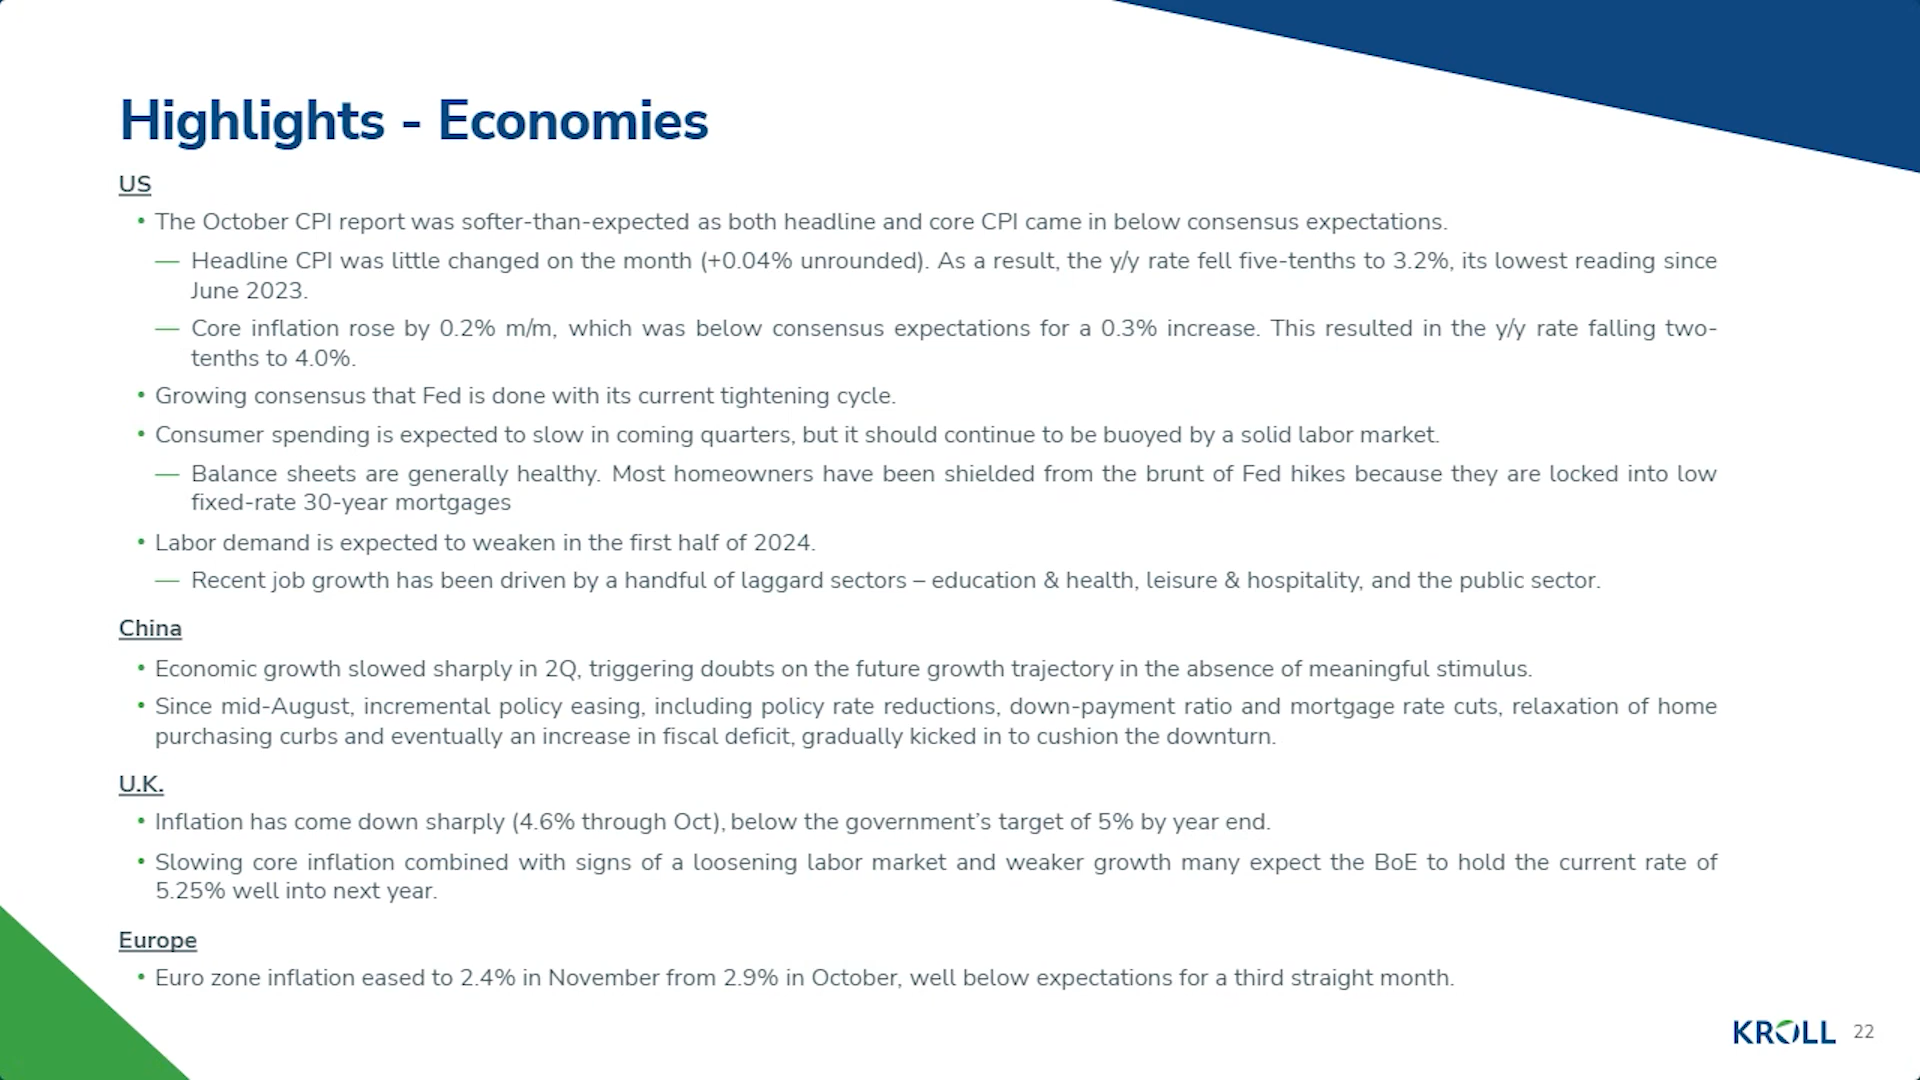 Highlights - Economies
US
• The October CPI report was softer-than-expected as both headline and core CPI came in below consensus expectations.
— Headline CPI was little changed on the month (+0.04% unrounded). As a result, the y/y rate fell five-tenths to 3.2%, its lowest reading since
June 2023.
— Core inflation rose by 0.2% m/m, which was below consensus expectations for a 0.3% increase. This resulted in the y/y rate falling two-
tenths to 4.0%.
• Growing consensus that Fed is done with its current tightening cycle.
• Consumer spending is expected to slow in coming quarters, but it should continue to be buoyed by a solid labor market.
— Balance sheets are generally healthy. Most homeowners have been shielded from the brunt of Fed hikes because they are locked into low
fixed-rate 30-year mortgages
• Labor demand is expected to weaken in the first half of 2024.
— Recent job growth has been driven by a handful of laggard sectors – education & health, leisure & hospitality, and the public sector.
China
• Economic growth slowed sharply in 2Q, triggering doubts on the future growth trajectory in the absence of meaningful stimulus.
• Since mid-August, incremental policy easing, including policy rate reductions, down-payment ratio and mortgage rate cuts, relaxation of home
purchasing curbs and eventually an increase in fiscal deficit, gradually kicked in to cushion the downturn.
U.K.
• Inflation has come down sharply (4.6% through Oct), below the government’s target of 5% by year end.
• Slowing core inflation combined with signs of a loosening labor market and weaker growth many expect the BoE to hold the current rate of
5.25% well into next year.
Europe
• Euro zone inflation eased to 2.4% in November from 2.9% in October, well below expectations for a third straight month.
KROLL 22